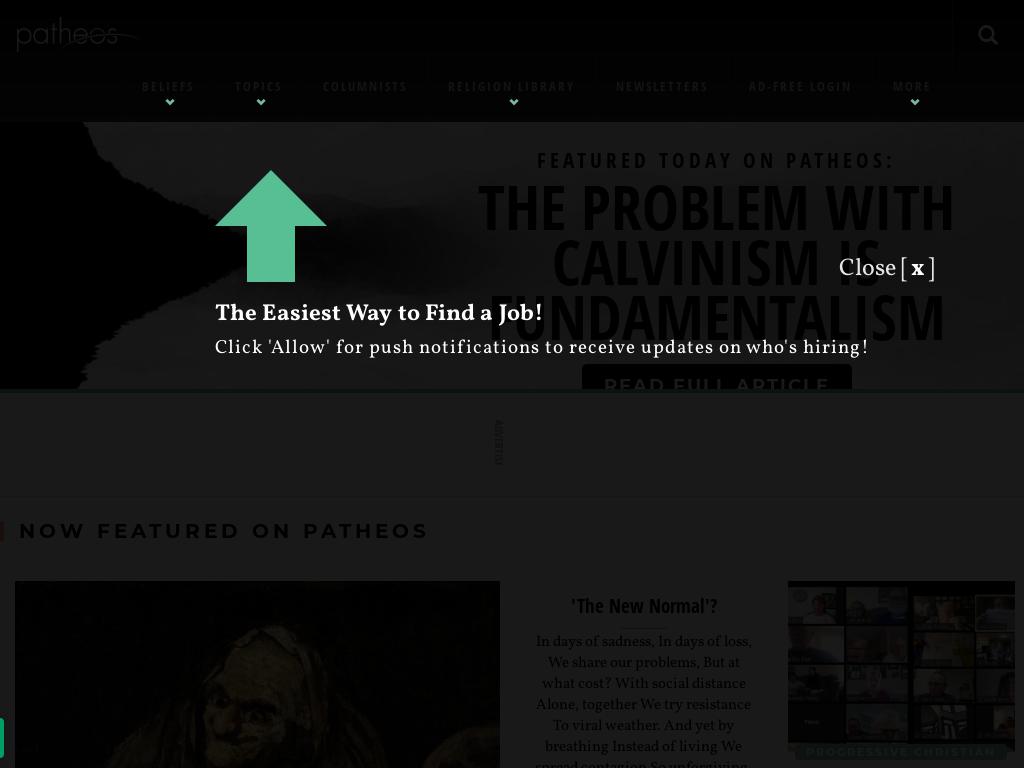 patheos
BELIEFS
TOPICS
COLUMNISTS
RELIGION LIBRARY
NEWSLETTERS
AD-FREE LOGIN
MORE
FEATURED TODAY ON PATHEOS:
THE PROBLEM WITH
CALVINISM IS
FUNDAMENTALISM
READ FULL ARTICLE
Close [ x ]
The Easiest Way to Find a Job!
Click 'Allow' for push notifications to receive updates on who's hiring!
NOW FEATURED ON PATHEOS
'The New Normal'?
In days of sadness, In days of loss,
We share our problems, But at
what cost? With social distance
Alone, together We try resistance
To viral weather. And yet by
breathing Instead of living We
spread contagion So unforgiving.
PROGRESSIVE CHRISTIAN